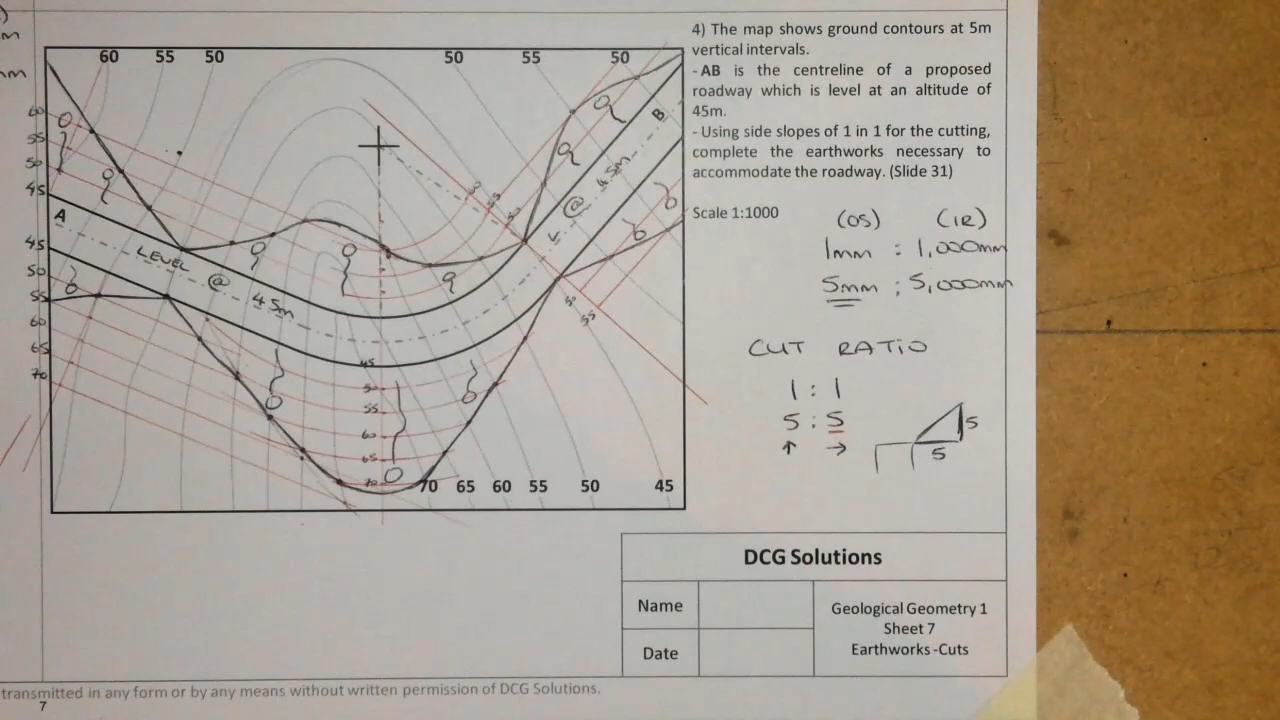 60 55 50 50 55 50
60
55
50
45
A
45
50
55
60
65
70
LEVEL @ 45m
@ 45m
B
45
50
55
60
65
70
50
55
70 65 60 55 50 45
4) The map shows ground contours at 5m
vertical intervals.
- AB is the centreline of a proposed
roadway which is level at an altitude of
45m.
- Using side slopes of 1 in 1 for the cutting,
complete the earthworks necessary to
accommodate the roadway. (Slide 31)
Scale 1:1000
(OS) (IR)
1mm : 1,000mm
5mm : 5,000mm
CUT RATIO
1 : 1
5 : 5
5
5
DCG Solutions
Name
Date
Geological Geometry 1
Sheet 7
Earthworks -Cuts
transmitted in any form or by any means without written permission of DCG Solutions.
7